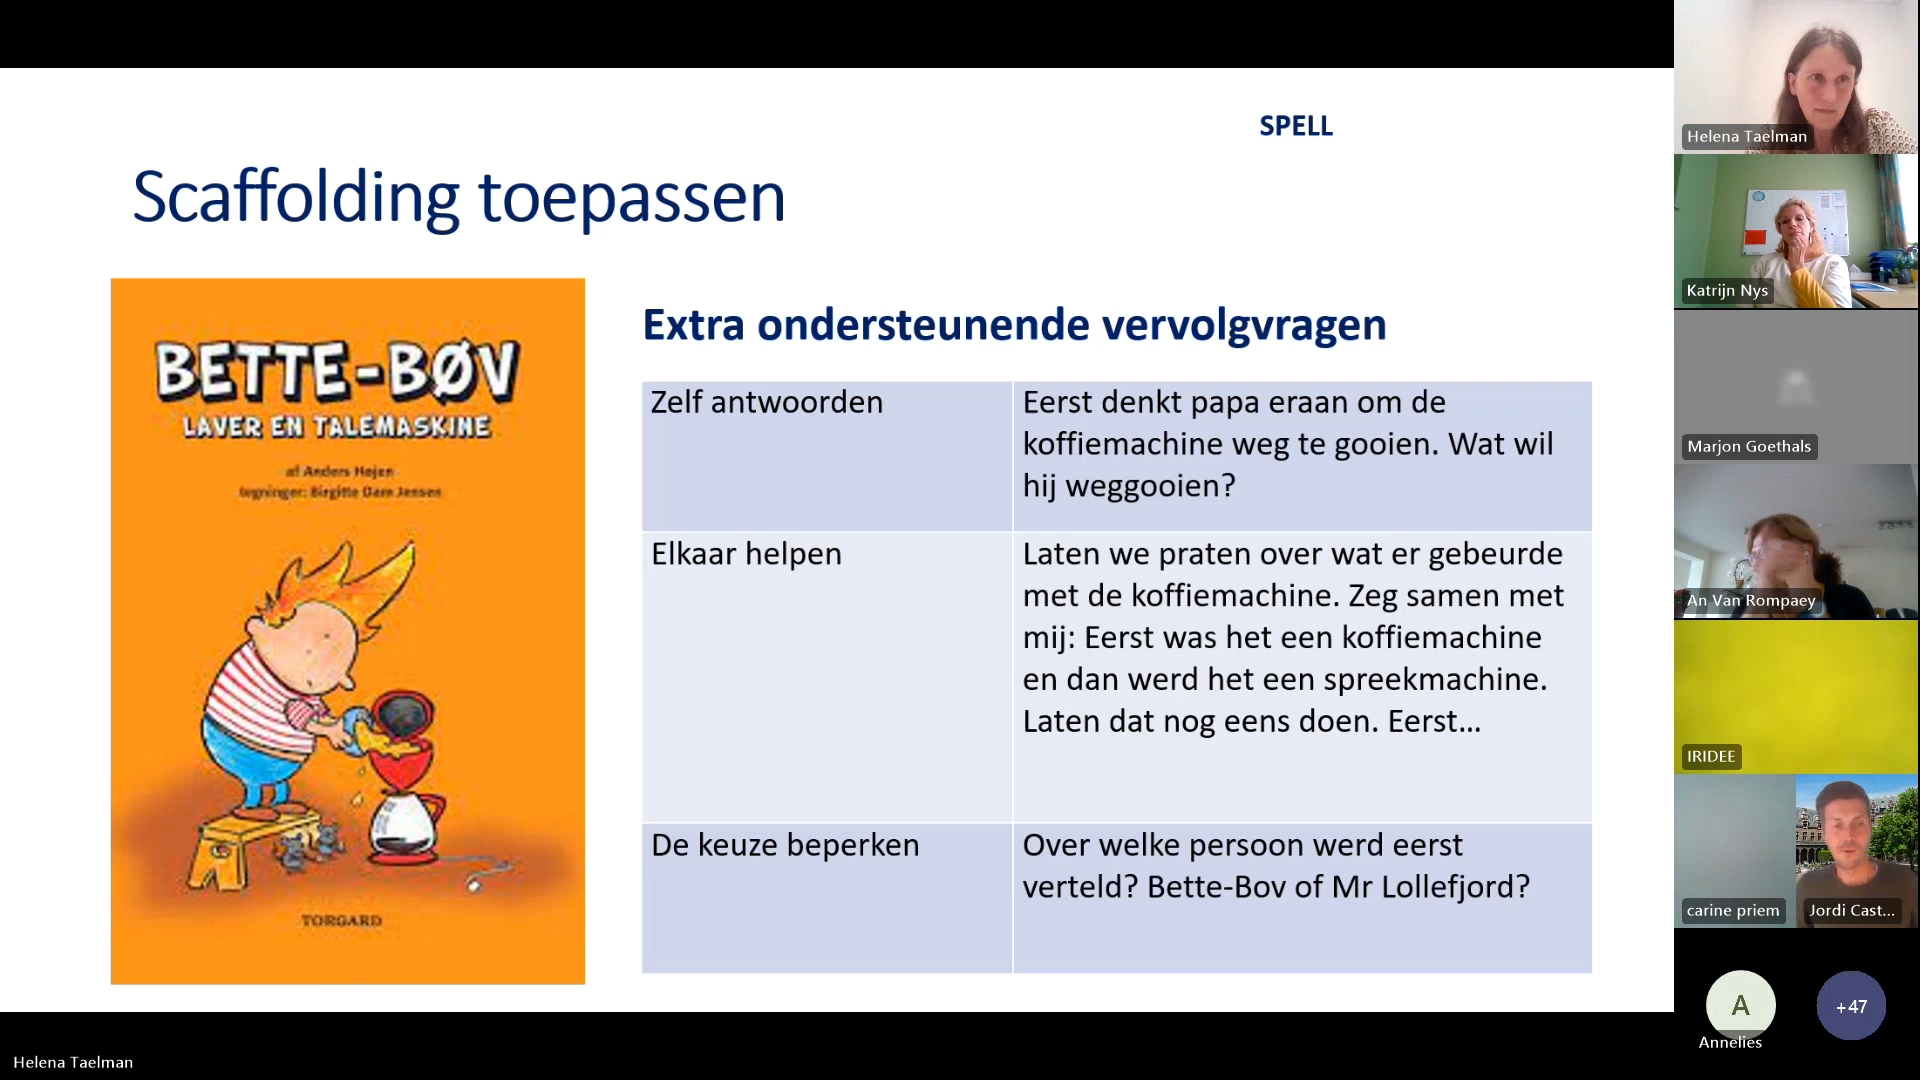 SPELL
Scaffolding toepassen
BETTE-BØV
LAVER EN TALEMASKINE
af Anders Højen
tegninger: Birgitte Dam Jensen
TORGARD
Extra ondersteunende vervolgvragen
Zelf antwoorden
Eerst denkt papa eraan om de
koffiemachine weg te gooien. Wat wil
hij weggooien?
Elkaar helpen
Laten we praten over wat er gebeurde
met de koffiemachine. Zeg samen met
mij: Eerst was het een koffiemachine
en dan werd het een spreekmachine.
Laten dat nog eens doen. Eerst...
De keuze beperken
Over welke persoon werd eerst
verteld? Bette-Bov of Mr Lollefjord?
Helena Taelman
Katrijn Nys
Marjon Goethals
An Van Rompaey
IRIDEE
carine priem
Jordi Cast...
A
Annelies
+47
Helena Taelman